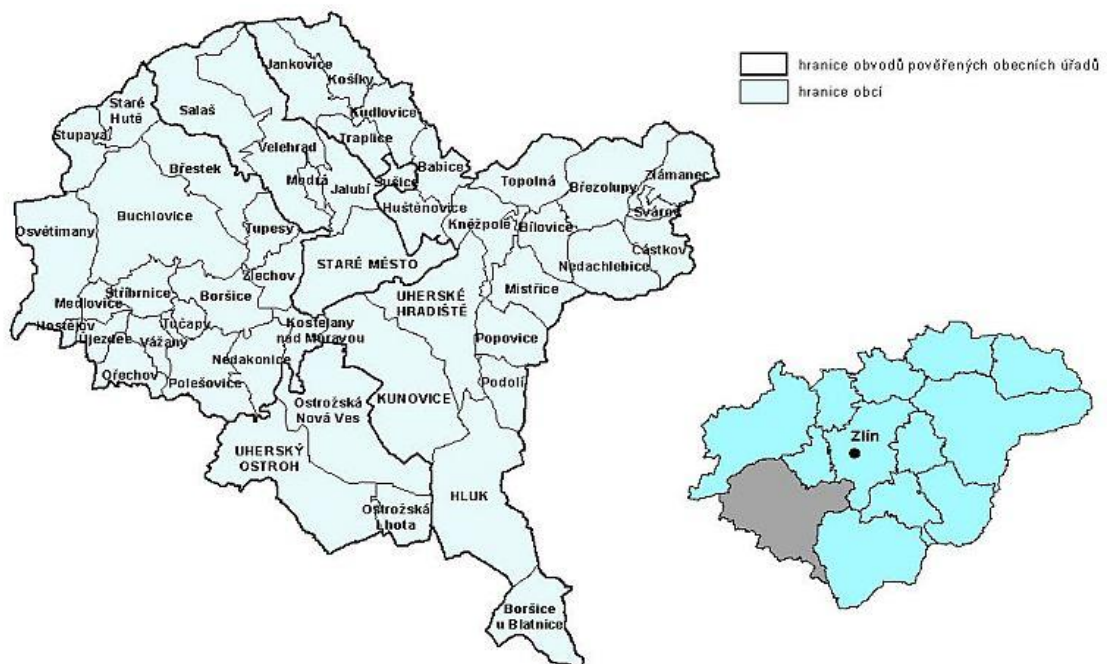 hranice obvodů pověřených obecních úřadů
hranice obcí
Jankovice
Košíky
Staré
Hutě
Salaš
Kudlovice
Stupava
Traplice
Velehrad
Babice
Břestek
Modrá
Jalubí
Sušice
Topolná
Březolupy
Zlámanec
Buchlovice
Huštěnovice
Svárov
Osvětimany
Tupesy
Kněžpole
Bílovice
Částkov
STARÉ MĚSTO
Nedachlebice
Zlechov
Mistřice
Stříbrnice
Medlovice
Boršice
UHERSKÉ
HRADIŠTĚ
Hostějov
Tučapy
Kostelany
nad Moravou
Újezdec
Vážany
Popovice
Nedakonice
Ořechov
Polešovice
Podolí
Ostrožská
Nová Ves
KUNOVICE
UHERSKÝ
OSTROH
HLUK
Ostrožská
Lhota
Boršice
u Blatnice
Zlín